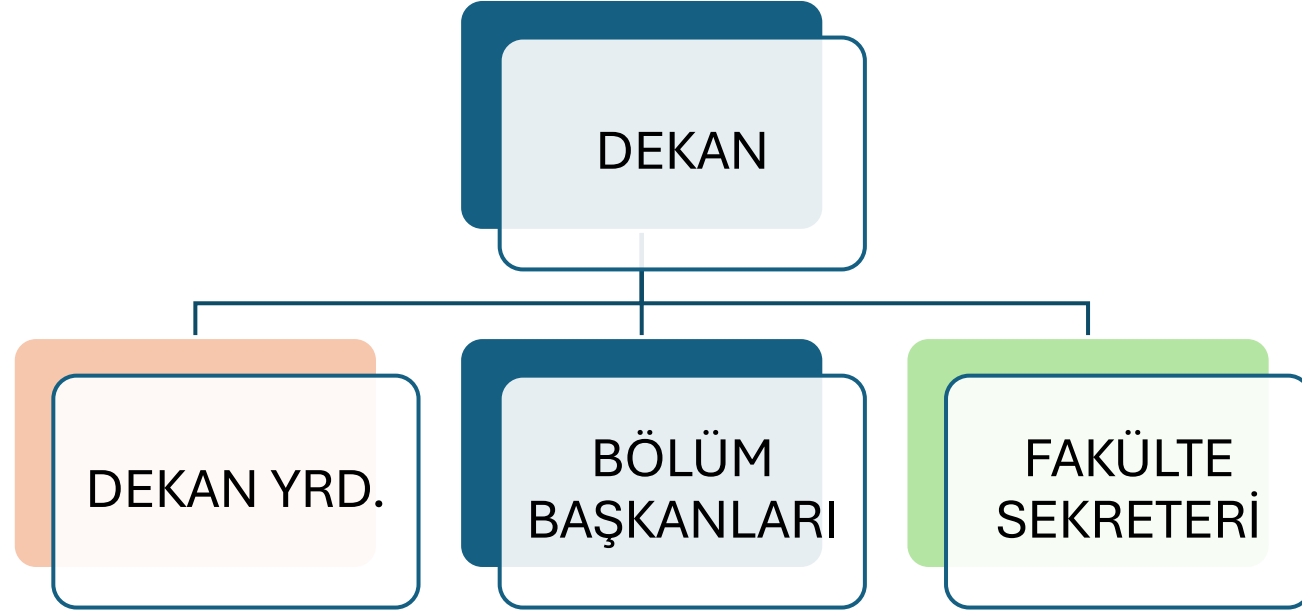 DEKAN
DEKAN YRD.
BÖLÜM
BAŞKANLARI
FAKÜLTE
SEKRETERİ